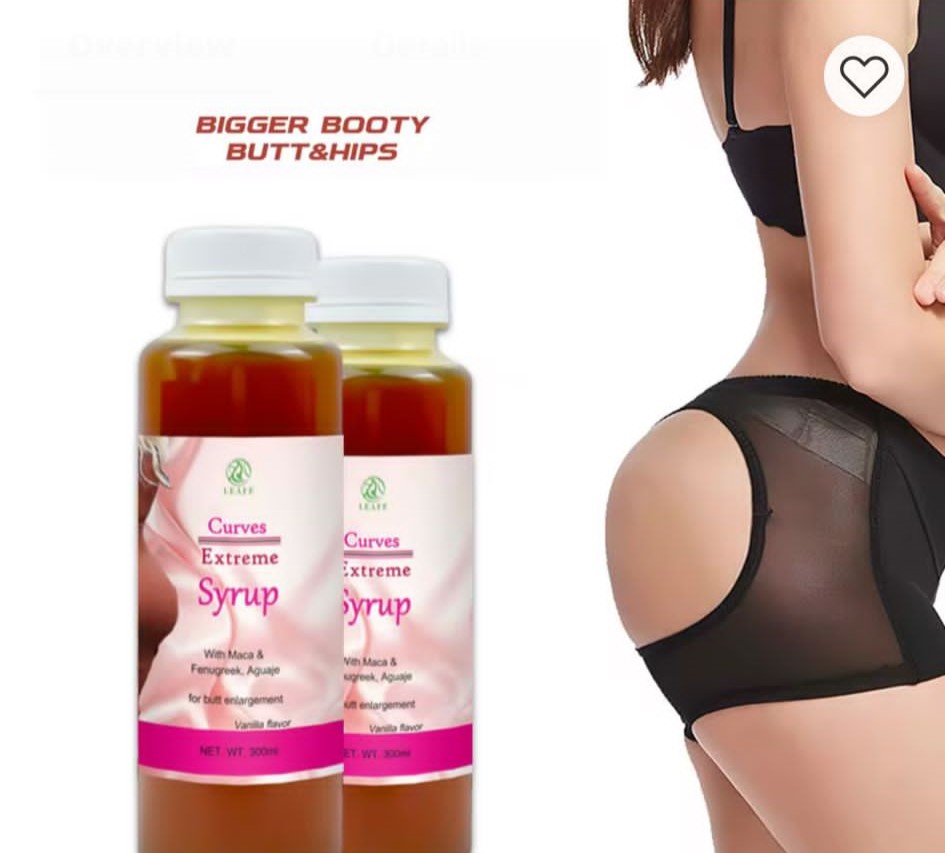 Overview Details
BIGGER BOOTY
BUTT&HIPS
LEAFE
Curves
Extreme
Syrup
With Maca &
Fenugreek, Aguaje
for butt enlargement
Vanilla flavor
NET. WT. 300ml
LEAFE
Curves
Extreme
Syrup
With Maca &
ugreek, Aguaje
utt enlargement
Vanilla flavor
ET. WT. 300ml